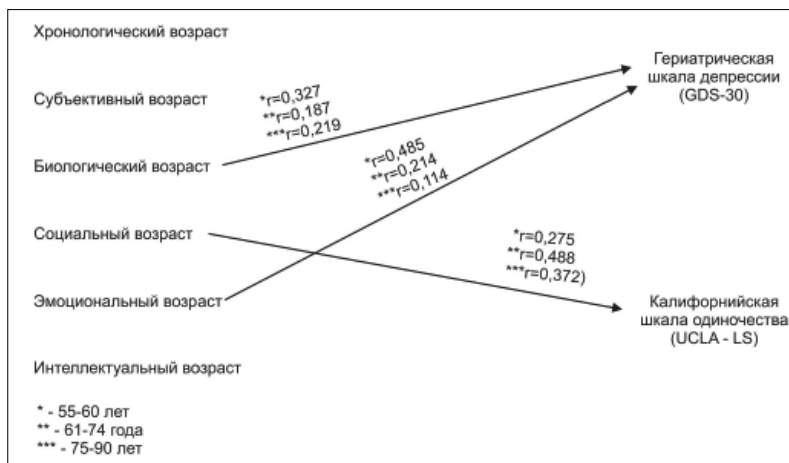 Хронологический возраст
Гериатрическая
шкала депрессии
(GDS-30)
Субъективный возраст
*r=0,327
**r=0,187
***r=0,219
Биологический возраст
*r=0,485
**r=0,214
***r=0,114
Социальный возраст
*r=0,275
**r=0,488
***r=0,372)
Эмоциональный возраст
Калифорнийская
шкала одиночества
(UCLA - LS)
Интеллектуальный возраст
* - 55-60 лет
** - 61-74 года
*** - 75-90 лет